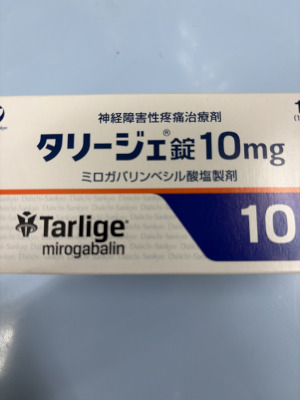 神経障害性疼痛治療剤
タリージェ®錠10mg
ミロガバリンベシル酸塩製剤
Tarlige®
mirogabalin
10